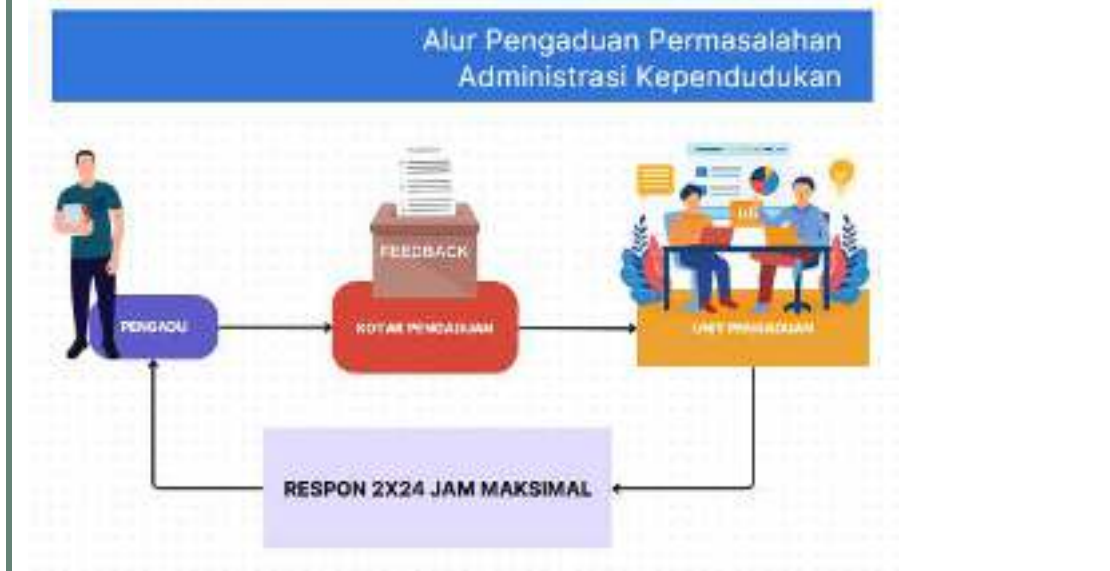 Alur Pengaduan Permasalahan
Administrasi Kependudukan
FEEDBACK
PENGADU
KOTAK PENGADUAN
UNIT PENGADUAN
RESPON 2X24 JAM MAKSIMAL